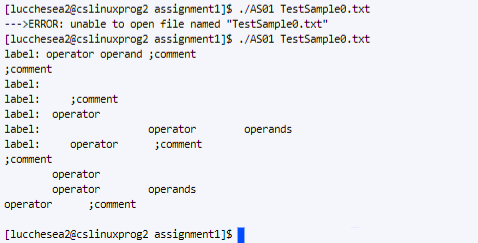 [lucchesea2@cslinuxprog2 assignment1]$ ./AS01 TestSample0.txt
--->ERROR: unable to open file named "TestSample0.txt"
[lucchesea2@cslinuxprog2 assignment1]$ ./AS01 TestSample0.txt
label: operator operand ;comment
;comment
label:
label:     ;comment
label:  operator
label:                  operator        operands
label:     operator      ;comment
;comment
        operator
        operator        operands
operator      ;comment
[lucchesea2@cslinuxprog2 assignment1]$